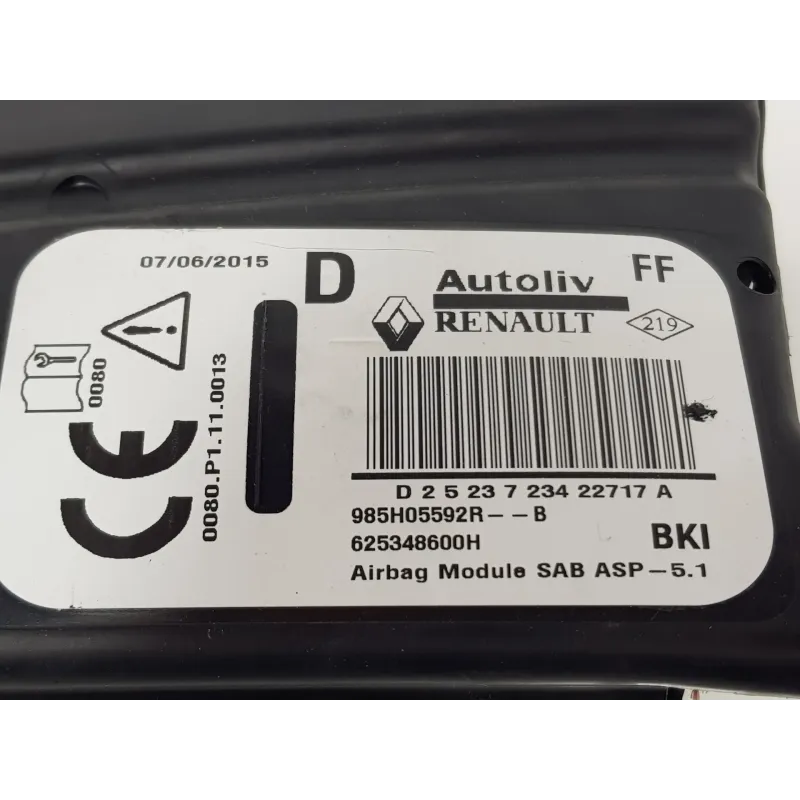 07/06/2015
D
Autoliv
FF
RENAULT
219
0080
0080.P1.11.0013
CE
D 2 5 23 7 234 22717 A
985H05592R--B
625348600H
BKI
Airbag Module SAB ASP-5.1